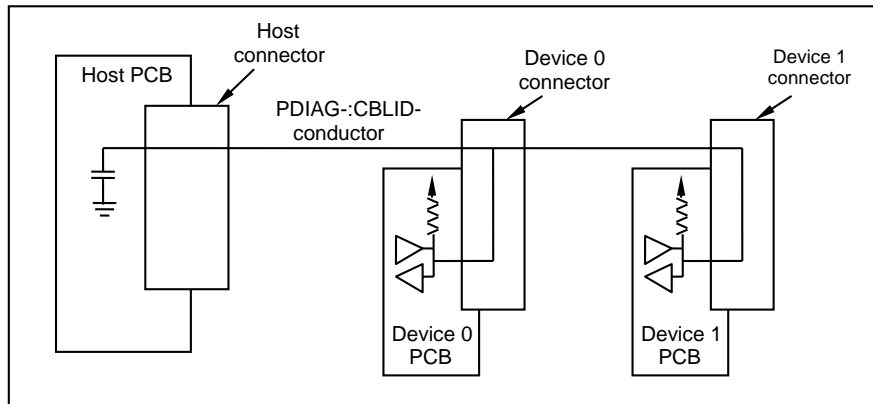 Host
connector
Host PCB
Device 0
connector
Device 1
connector
PDIAG-:CBLID-
conductor
Device 0
PCB
Device 1
PCB